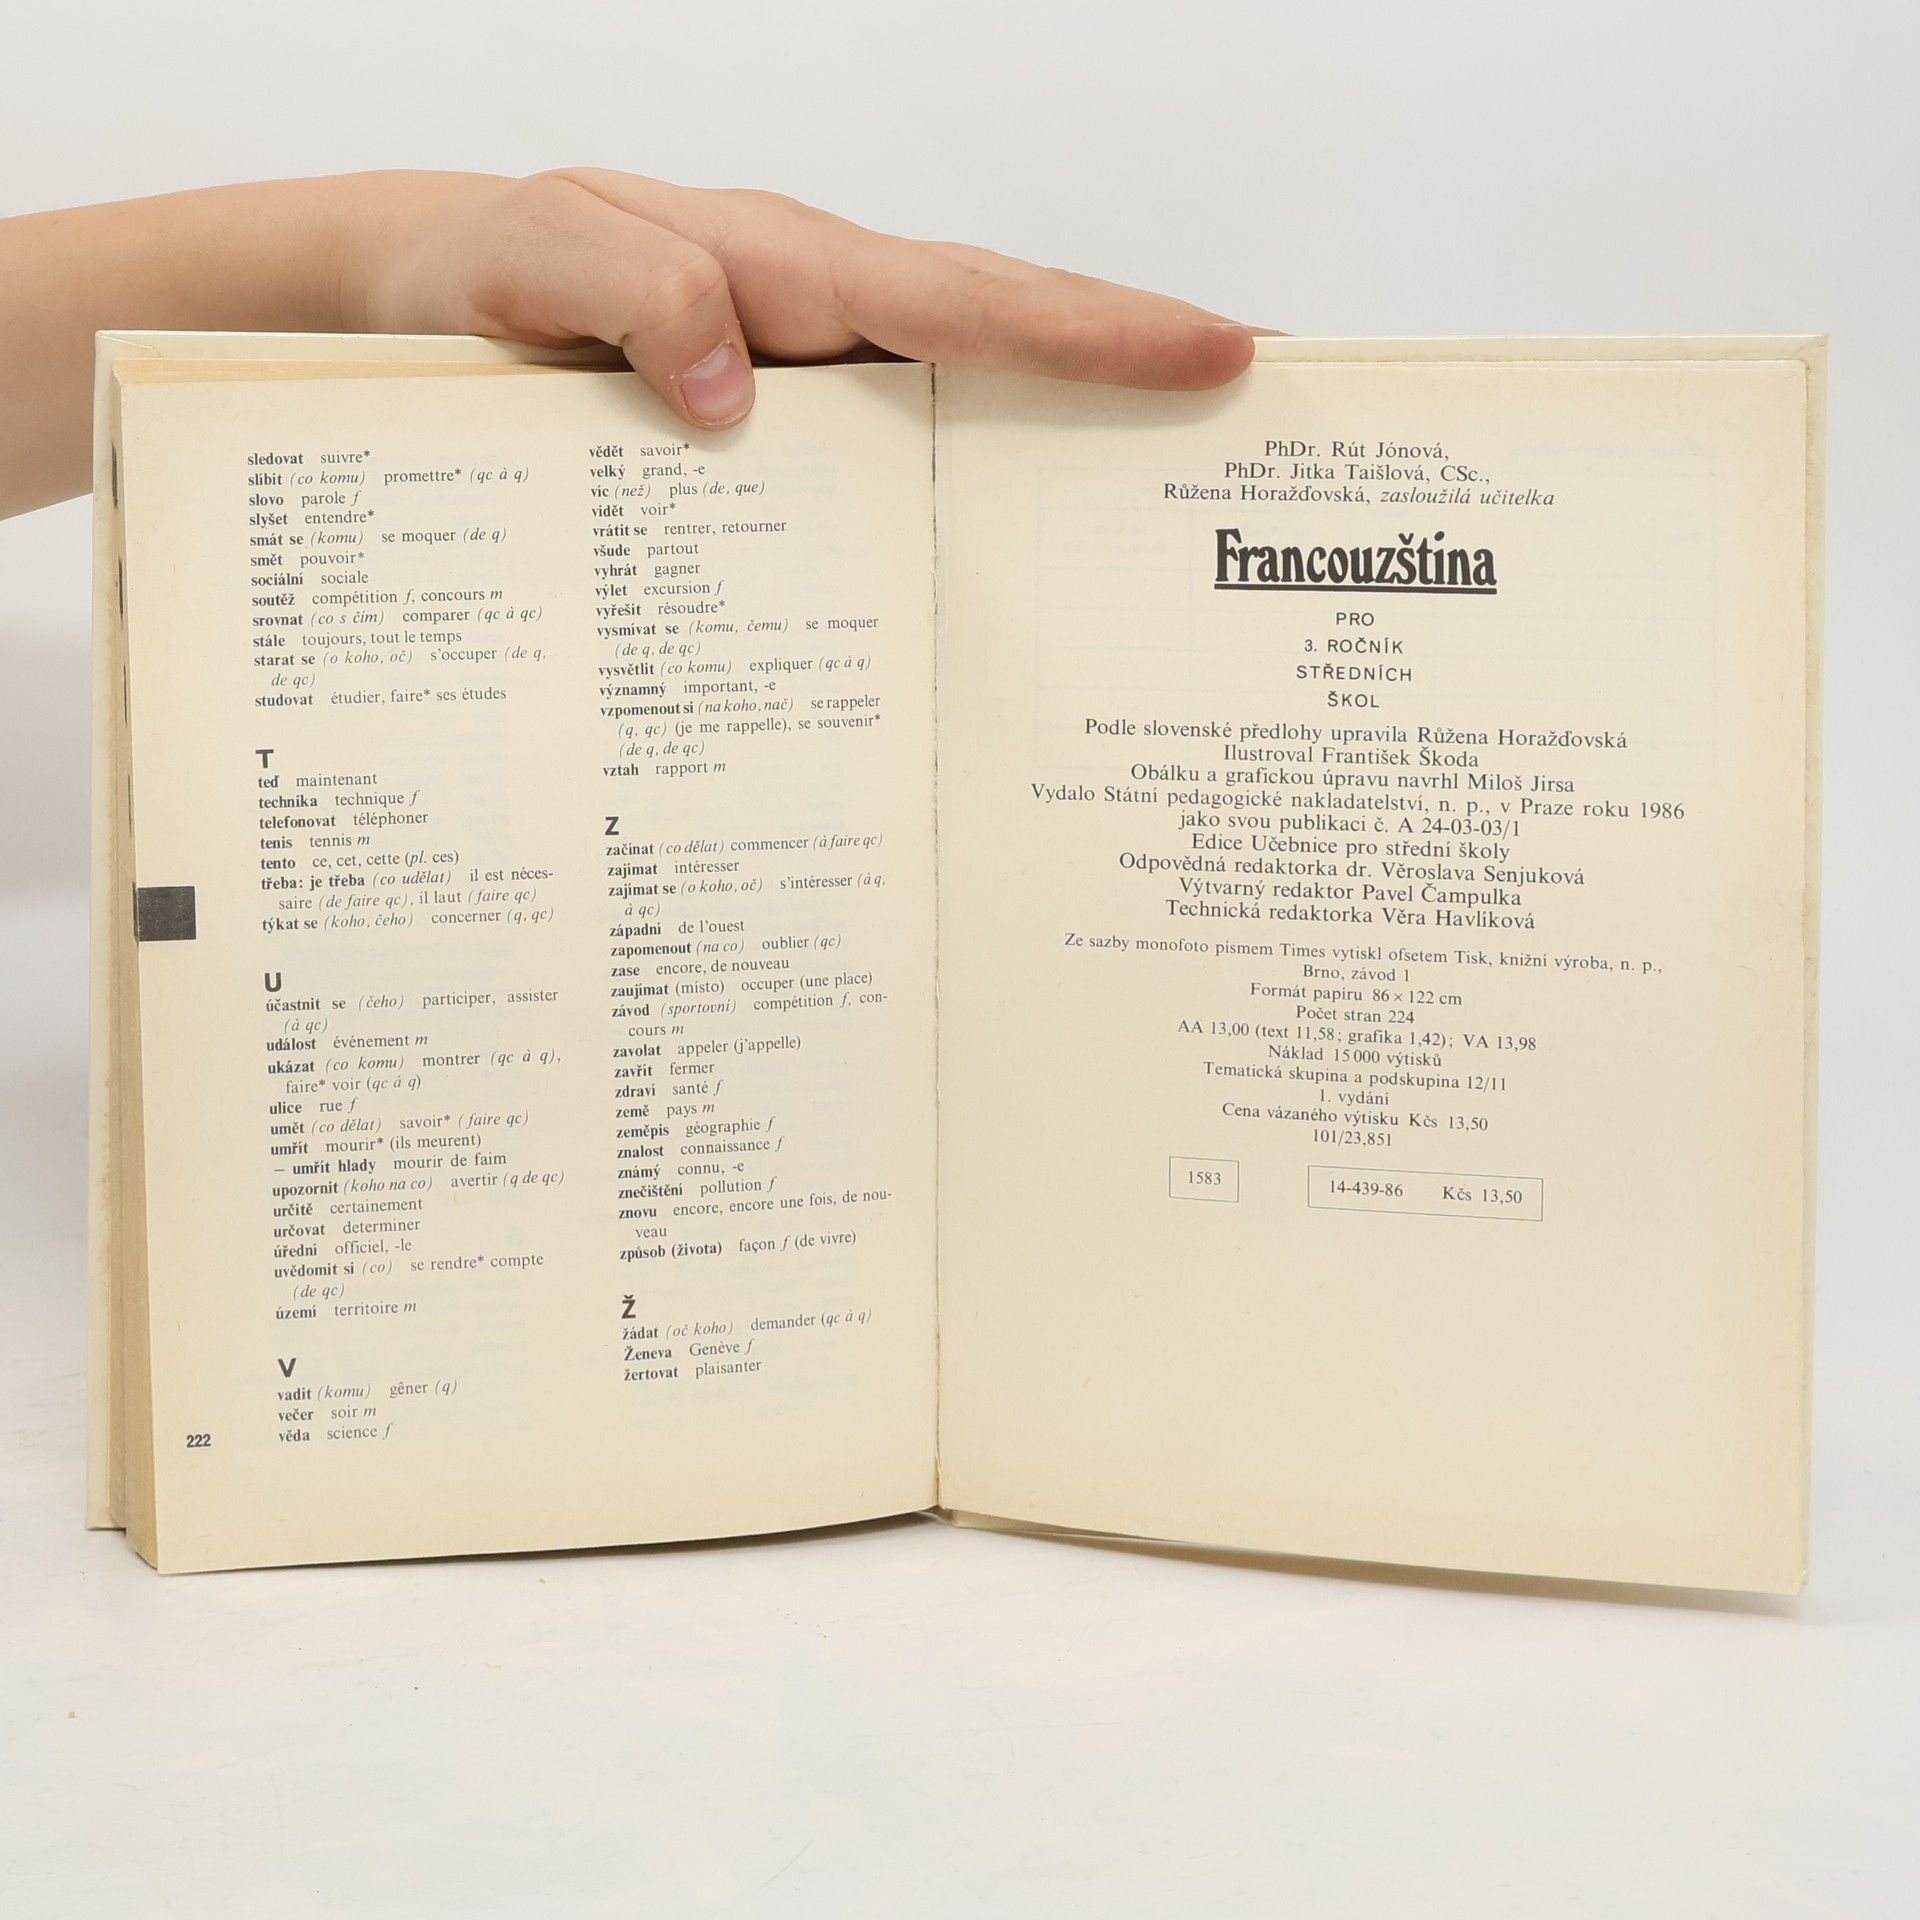 sledovat suivre*
slíbit (co komu) promettre* (qc à q)
slovo parole f
slyšet entendre*
smát se (komu) se moquer (de q)
smět pouvoir*
sociální sociale
soutěž compétition f, concours m
srovnat (co s čím) comparer (qc à qc)
stále toujours, tout le temps
starat se (o koho, oč) s'occuper (de q,
de qc)
studovat étudier, faire* ses études
T
teď maintenant
technika technique f
telefonovat téléphoner
tenis tennis m
tento ce, cet, cette (pl. ces)
třeba: je třeba (co udělat) il est néces-
saire (de faire qc), il laut (faire qc)
týkat se (koho, čeho) concerner (q, qc)
U
účastnit se (čeho) participer, assister
(à qc)
událost événement m
ukázat (co komu) montrer (qc à q),
faire* voir (qc à q)
ulice rue f
umět (co dělat) savoir* (faire qc)
umřít mourir* (ils meurent)
– umřít hlady mourir de faim
upozornit (koho na co) avertir (q de qc)
určitě certainement
určovat determiner
úřední officiel, -le
uvědomit si (co) se rendre* compte
(de qc)
území territoire m
V
vadit (komu) gêner (q)
večer soir m
věda science f
222
vědět savoir*
velký grand, -e
víc (než) plus (de, que)
vidět voir*
vrátit se rentrer, retourner
všude partout
vyhrát gagner
výlet excursion f
vyřešit résoudre*
vysmívat se (komu, čemu) se moquer
(de q, de qc)
vysvětlit (co komu) expliquer (qc à q)
významný important, -e
vzpomenout si (na koho, nač) se rappeler
(q, qc) (je me rappelle), se souvenir*
(de q, de qc)
vztah rapport m
Z
začínat (co dělat) commencer (à faire qc)
zajímat intéresser
zajímat se (o koho, oč) s'intéresser (à q,
à qc)
západní de l'ouest
zapomenout (na co) oublier (qc)
zase encore, de nouveau
zaujímat (místo) occuper (une place)
závod (sportovní) compétition f, con-
cours m
zavolat appeler (j'appelle)
zavřít fermer
zdraví santé f
země pays m
zeměpis géographie f
znalost connaissance f
známý connu, -e
znečištění pollution f
znovu encore, encore une fois, de nou-
veau
způsob (života) façon f (de vivre)
Ž
žádat (oč koho) demander (qc à q)
Ženeva Genève f
žertovat plaisanter
PhDr. Rút Jónová,
PhDr. Jitka Taišlová, CSc.,
Růžena Horažďovská, zasloužilá učitelka
Francouzština
PRO
3. ROČNÍK
STŘEDNÍCH
ŠKOL
Podle slovenské předlohy upravila Růžena Horažďovská
Ilustroval František Škoda
Obálku a grafickou úpravu navrhl Miloš Jirsa
Vydalo Státní pedagogické nakladatelství, n. p., v Praze roku 1986
jako svou publikaci č. A 24-03-03/1
Edice Učebnice pro střední školy
Odpovědná redaktorka dr. Věroslava Senjuková
Výtvarný redaktor Pavel Čampulka
Technická redaktorka Věra Havlíková
Ze sazby monofoto písmem Times vytiskl ofsetem Tisk, knižní výroba, n. p.,
Brno, závod 1
Formát papíru 86 × 122 cm
Počet stran 224
AA 13,00 (text 11,58; grafika 1,42); VA 13,98
Náklad 15 000 výtisků
Tematická skupina a podskupina 12/11
1. vydání
Cena vázaného výtisku Kčs 13,50
101/23,851
1583
14-439-86 Kčs 13,50